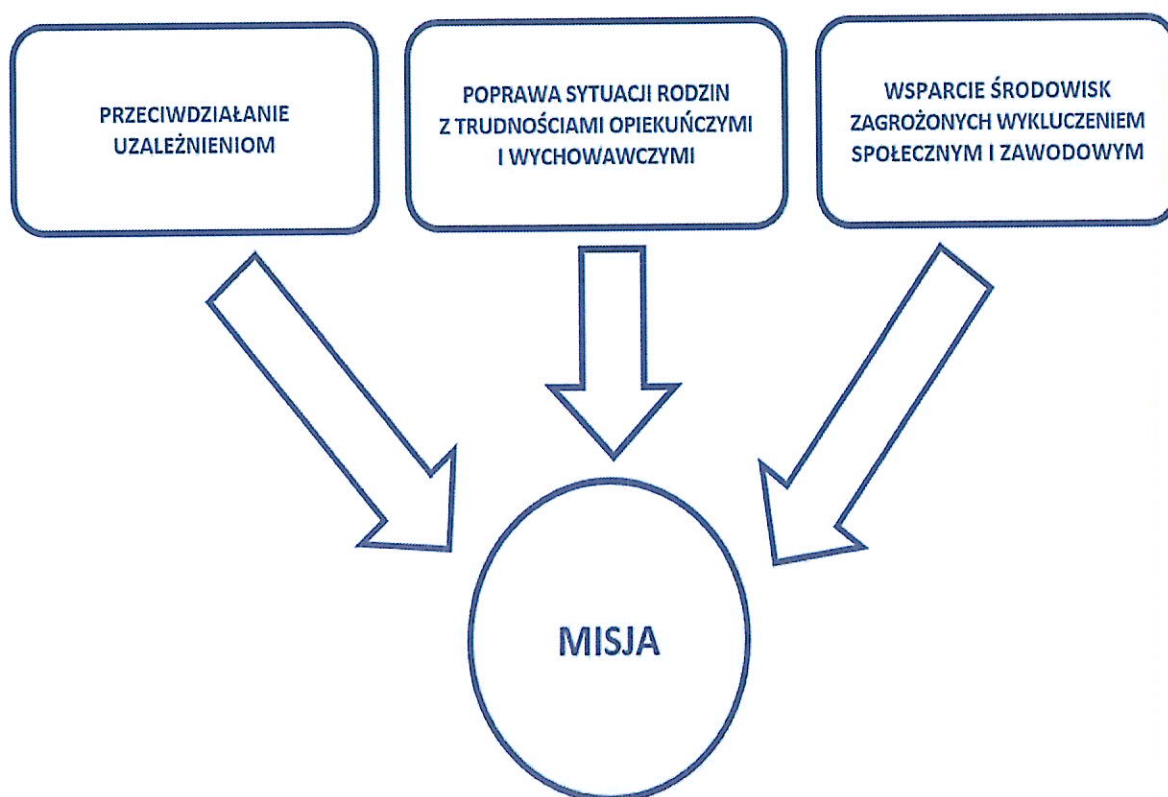 PRZECIWDZIAŁANIE
UZALEŻNIENIOM
POPRAWA SYTUACJI RODZIN
Z TRUDNOŚCIAMI OPIEKUŃCZYMI
I WYCHOWAWCZYMI
WSPARCIE ŚRODOWISK
ZAGROŻONYCH WYKLUCZENIEM
SPOŁECZNYM I ZAWODOWYM
MISJA